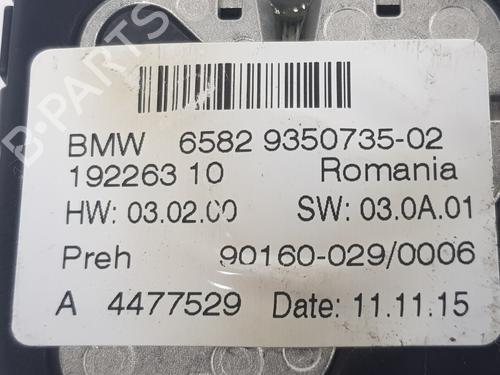 BMW 6582 9350735-02
192263 10 Romania
HW: 03.02.00 SW: 03.0A.01
Preh 90160-029/0006
A 4477529 Date: 11.11.15
B-PARTS